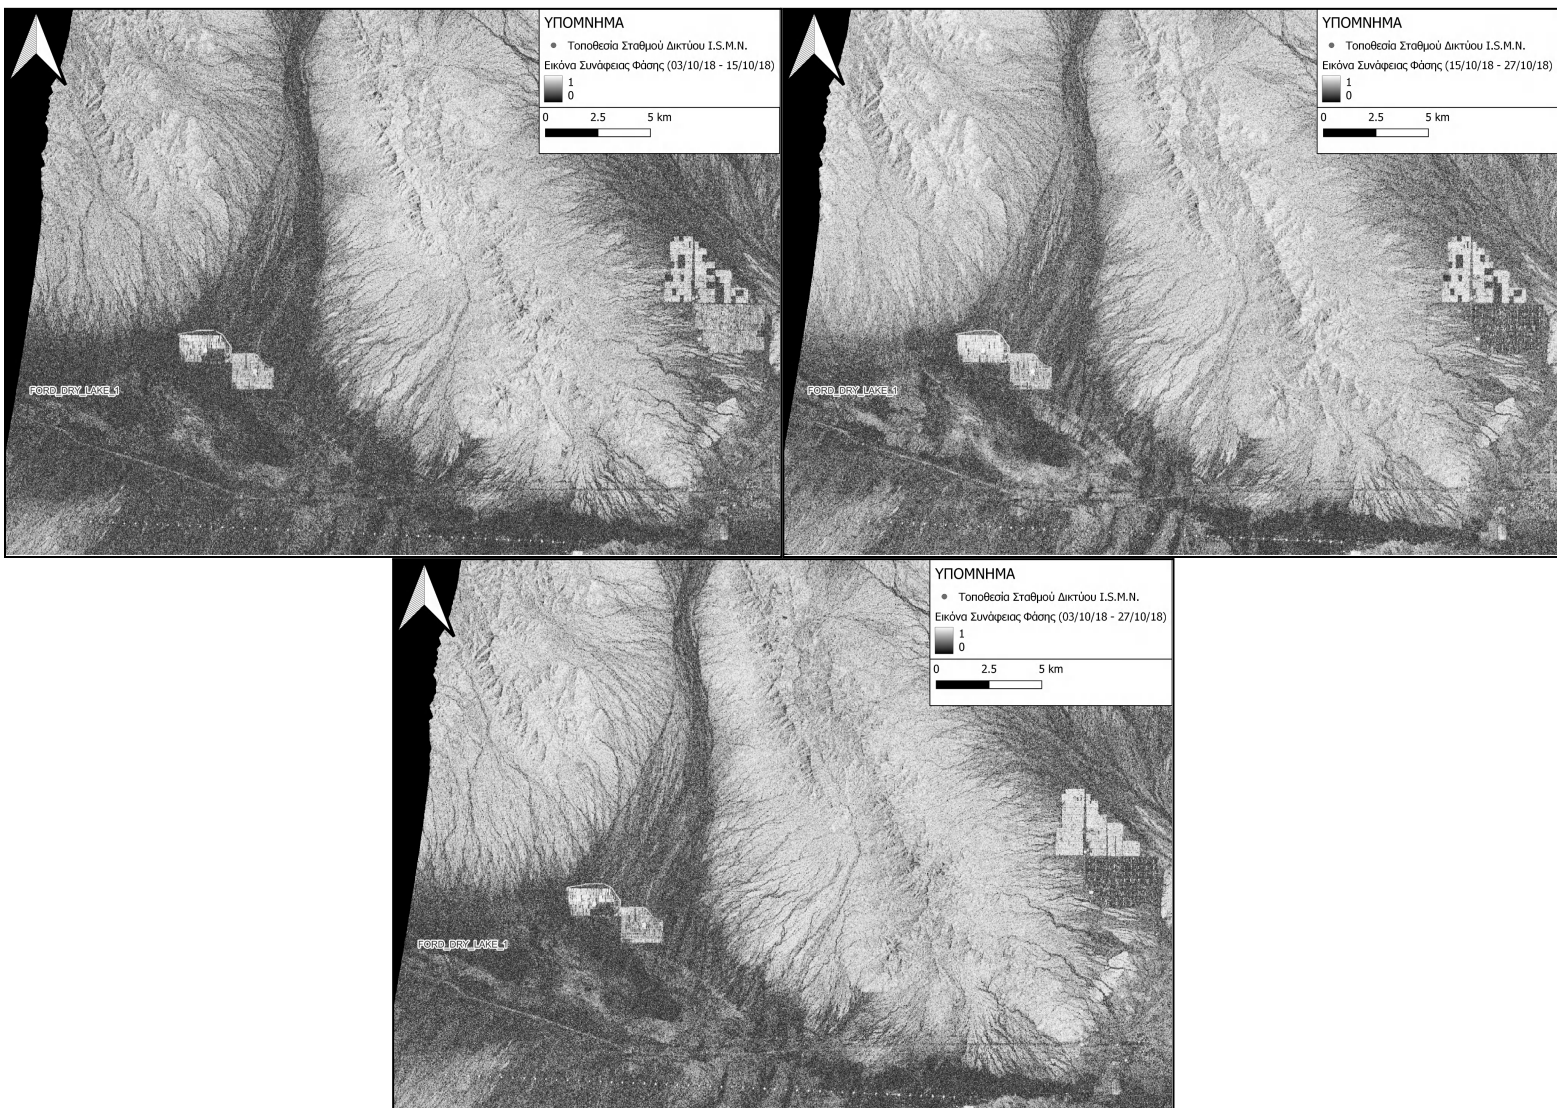 ΥΠΟΜΝΗΜΑ
Τοποθεσία Σταθμού Δικτύου I.S.M.N.
Εικόνα Συνάφειας Φάσης (03/10/18 - 15/10/18)
1
0
0 2.5 5 km
FORD_DRY_LAKE_1
ΥΠΟΜΝΗΜΑ
Τοποθεσία Σταθμού Δικτύου I.S.M.N.
Εικόνα Συνάφειας Φάσης (15/10/18 - 27/10/18)
1
0
0 2.5 5 km
FORD_DRY_LAKE_1
ΥΠΟΜΝΗΜΑ
Τοποθεσία Σταθμού Δικτύου I.S.M.N.
Εικόνα Συνάφειας Φάσης (03/10/18 - 27/10/18)
1
0
0 2.5 5 km
FORD_DRY_LAKE_1